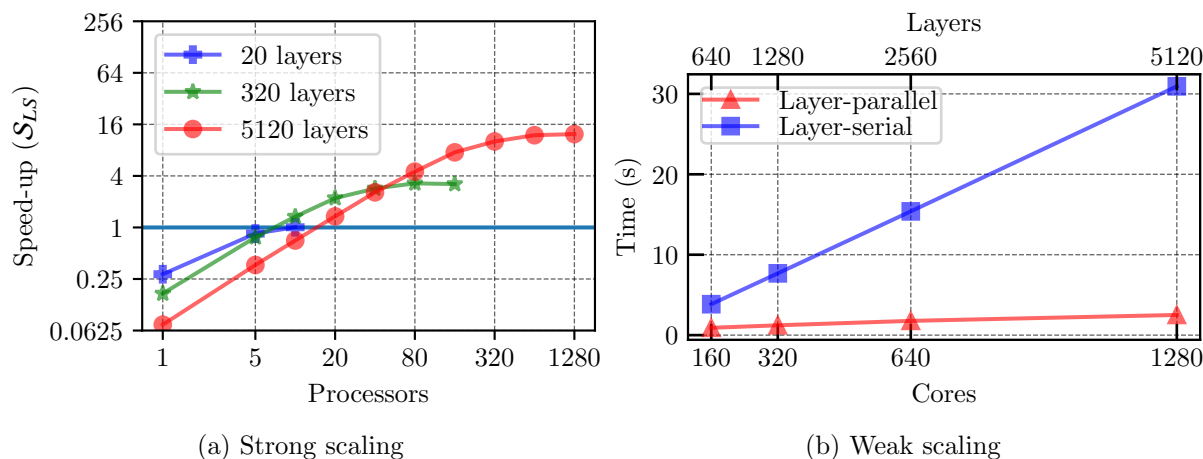 256
64
16
4
1
0.25
0.0625
Speed-up (𝓢_LS)
20 layers
320 layers
5120 layers
1 5 20 80 320 1280
Processors
(a) Strong scaling
Layers
640 1280 2560 5120
30
20
10
0
Time (s)
Layer-parallel
Layer-serial
160 320 640 1280
Cores
(b) Weak scaling